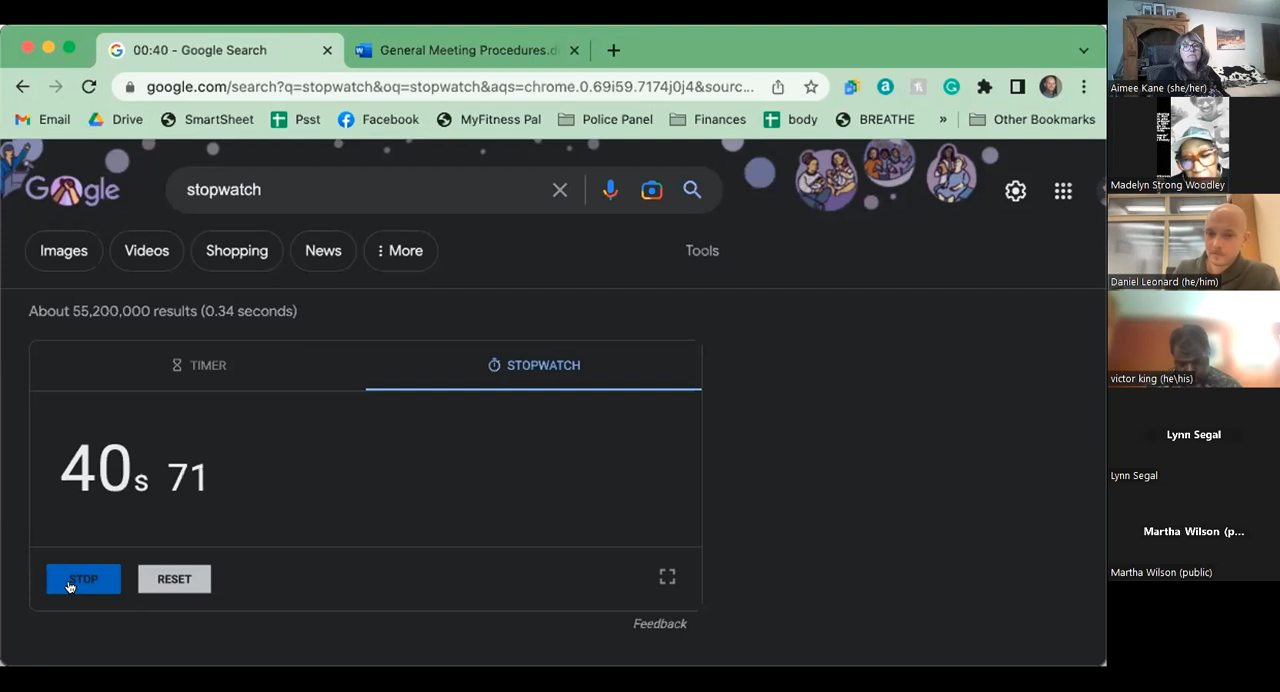 00:40 - Google Search
General Meeting Procedures.d
google.com/search?q=stopwatch&oq=stopwatch&aqs=chrome.0.69i59.7174j0j4&sourc...
Email
Drive
SmartSheet
Psst
Facebook
MyFitness Pal
Police Panel
Finances
body
BREATHE
»
Other Bookmarks
Google
stopwatch
Images
Videos
Shopping
News
More
Tools
About 55,200,000 results (0.34 seconds)
TIMER
STOPWATCH
40s 71
STOP
RESET
Feedback
Aimee Kane (she/her)
Madelyn Strong Woodley
Daniel Leonard (he/him)
victor king (he\his)
Lynn Segal
Lynn Segal
Martha Wilson (p...
Martha Wilson (public)